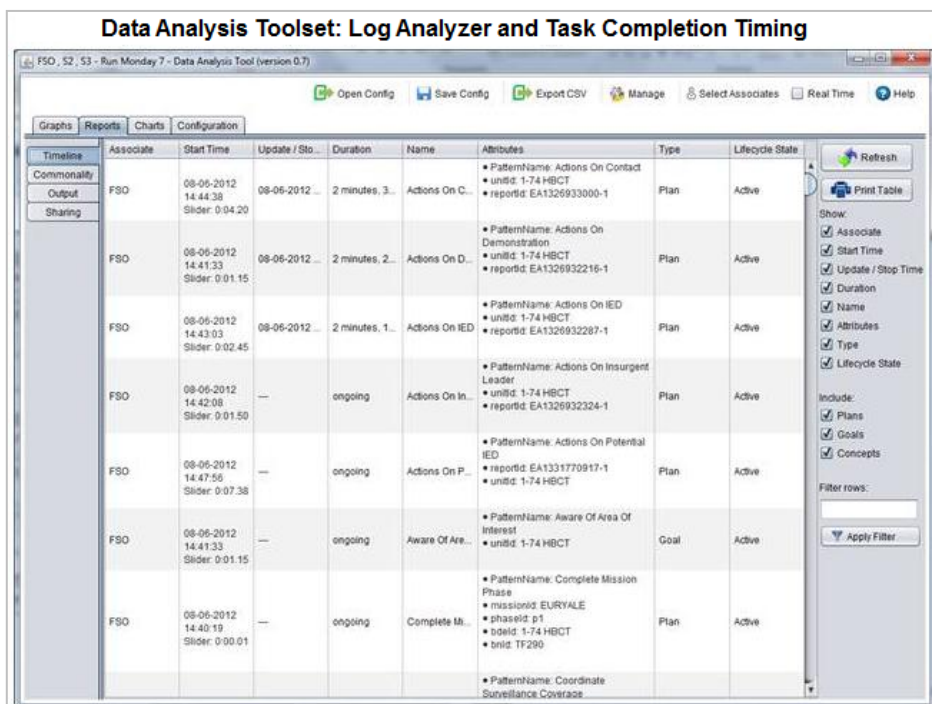 Data Analysis Toolset: Log Analyzer and Task Completion Timing
FSO , S2 , S3 - Run Monday 7 - Data Analysis Tool (version 0.7)
Open Config Save Config Export CSV Manage Select Associates Real Time Help
Graphs Reports Charts Configuration
Timeline
Commonality
Output
Sharing
Associate Start Time Update / Sto... Duration Name Attributes Type Lifecycle State
FSO
08-06-2012
14:44:38
Slider: 0:04.20
08-06-2012 ...
2 minutes, 3...
Actions On C...
• PatternName: Actions On Contact
• unitId: 1-74 HBCT
• reportId: EA1326933000-1
Plan
Active
FSO
08-06-2012
14:41:33
Slider: 0:01.15
08-06-2012 ...
2 minutes, 2...
Actions On D...
• PatternName: Actions On
Demonstration
• unitId: 1-74 HBCT
• reportId: EA1326932216-1
Plan
Active
FSO
08-06-2012
14:43:03
Slider: 0:02.45
08-06-2012 ...
2 minutes, 1...
Actions On IED
• PatternName: Actions On IED
• unitId: 1-74 HBCT
• reportId: EA1326932287-1
Plan
Active
FSO
08-06-2012
14:42:08
Slider: 0:01.50
—
ongoing
Actions On In...
• PatternName: Actions On Insurgent
Leader
• unitId: 1-74 HBCT
• reportId: EA1326932324-1
Plan
Active
FSO
08-06-2012
14:47:56
Slider: 0:07.38
—
ongoing
Actions On P...
• PatternName: Actions On Potential
IED
• reportId: EA1331770917-1
• unitId: 1-74 HBCT
Plan
Active
FSO
08-06-2012
14:41:33
Slider: 0:01.15
—
ongoing
Aware Of Are...
• PatternName: Aware Of Area Of
Interest
• unitId: 1-74 HBCT
Goal
Active
FSO
08-06-2012
14:40:19
Slider: 0:00.01
—
ongoing
Complete Mi...
• PatternName: Complete Mission
Phase
• missionId: EURYALE
• phaseId: p1
• bdeId: 1-74 HBCT
• bnId: TF290
Plan
Active
• PatternName: Coordinate
Surveillance Coverage
Refresh
Print Table
Show:
Associate
Start Time
Update / Stop Time
Duration
Name
Attributes
Type
Lifecycle State
Include:
Plans
Goals
Concepts
Filter rows:
Apply Filter